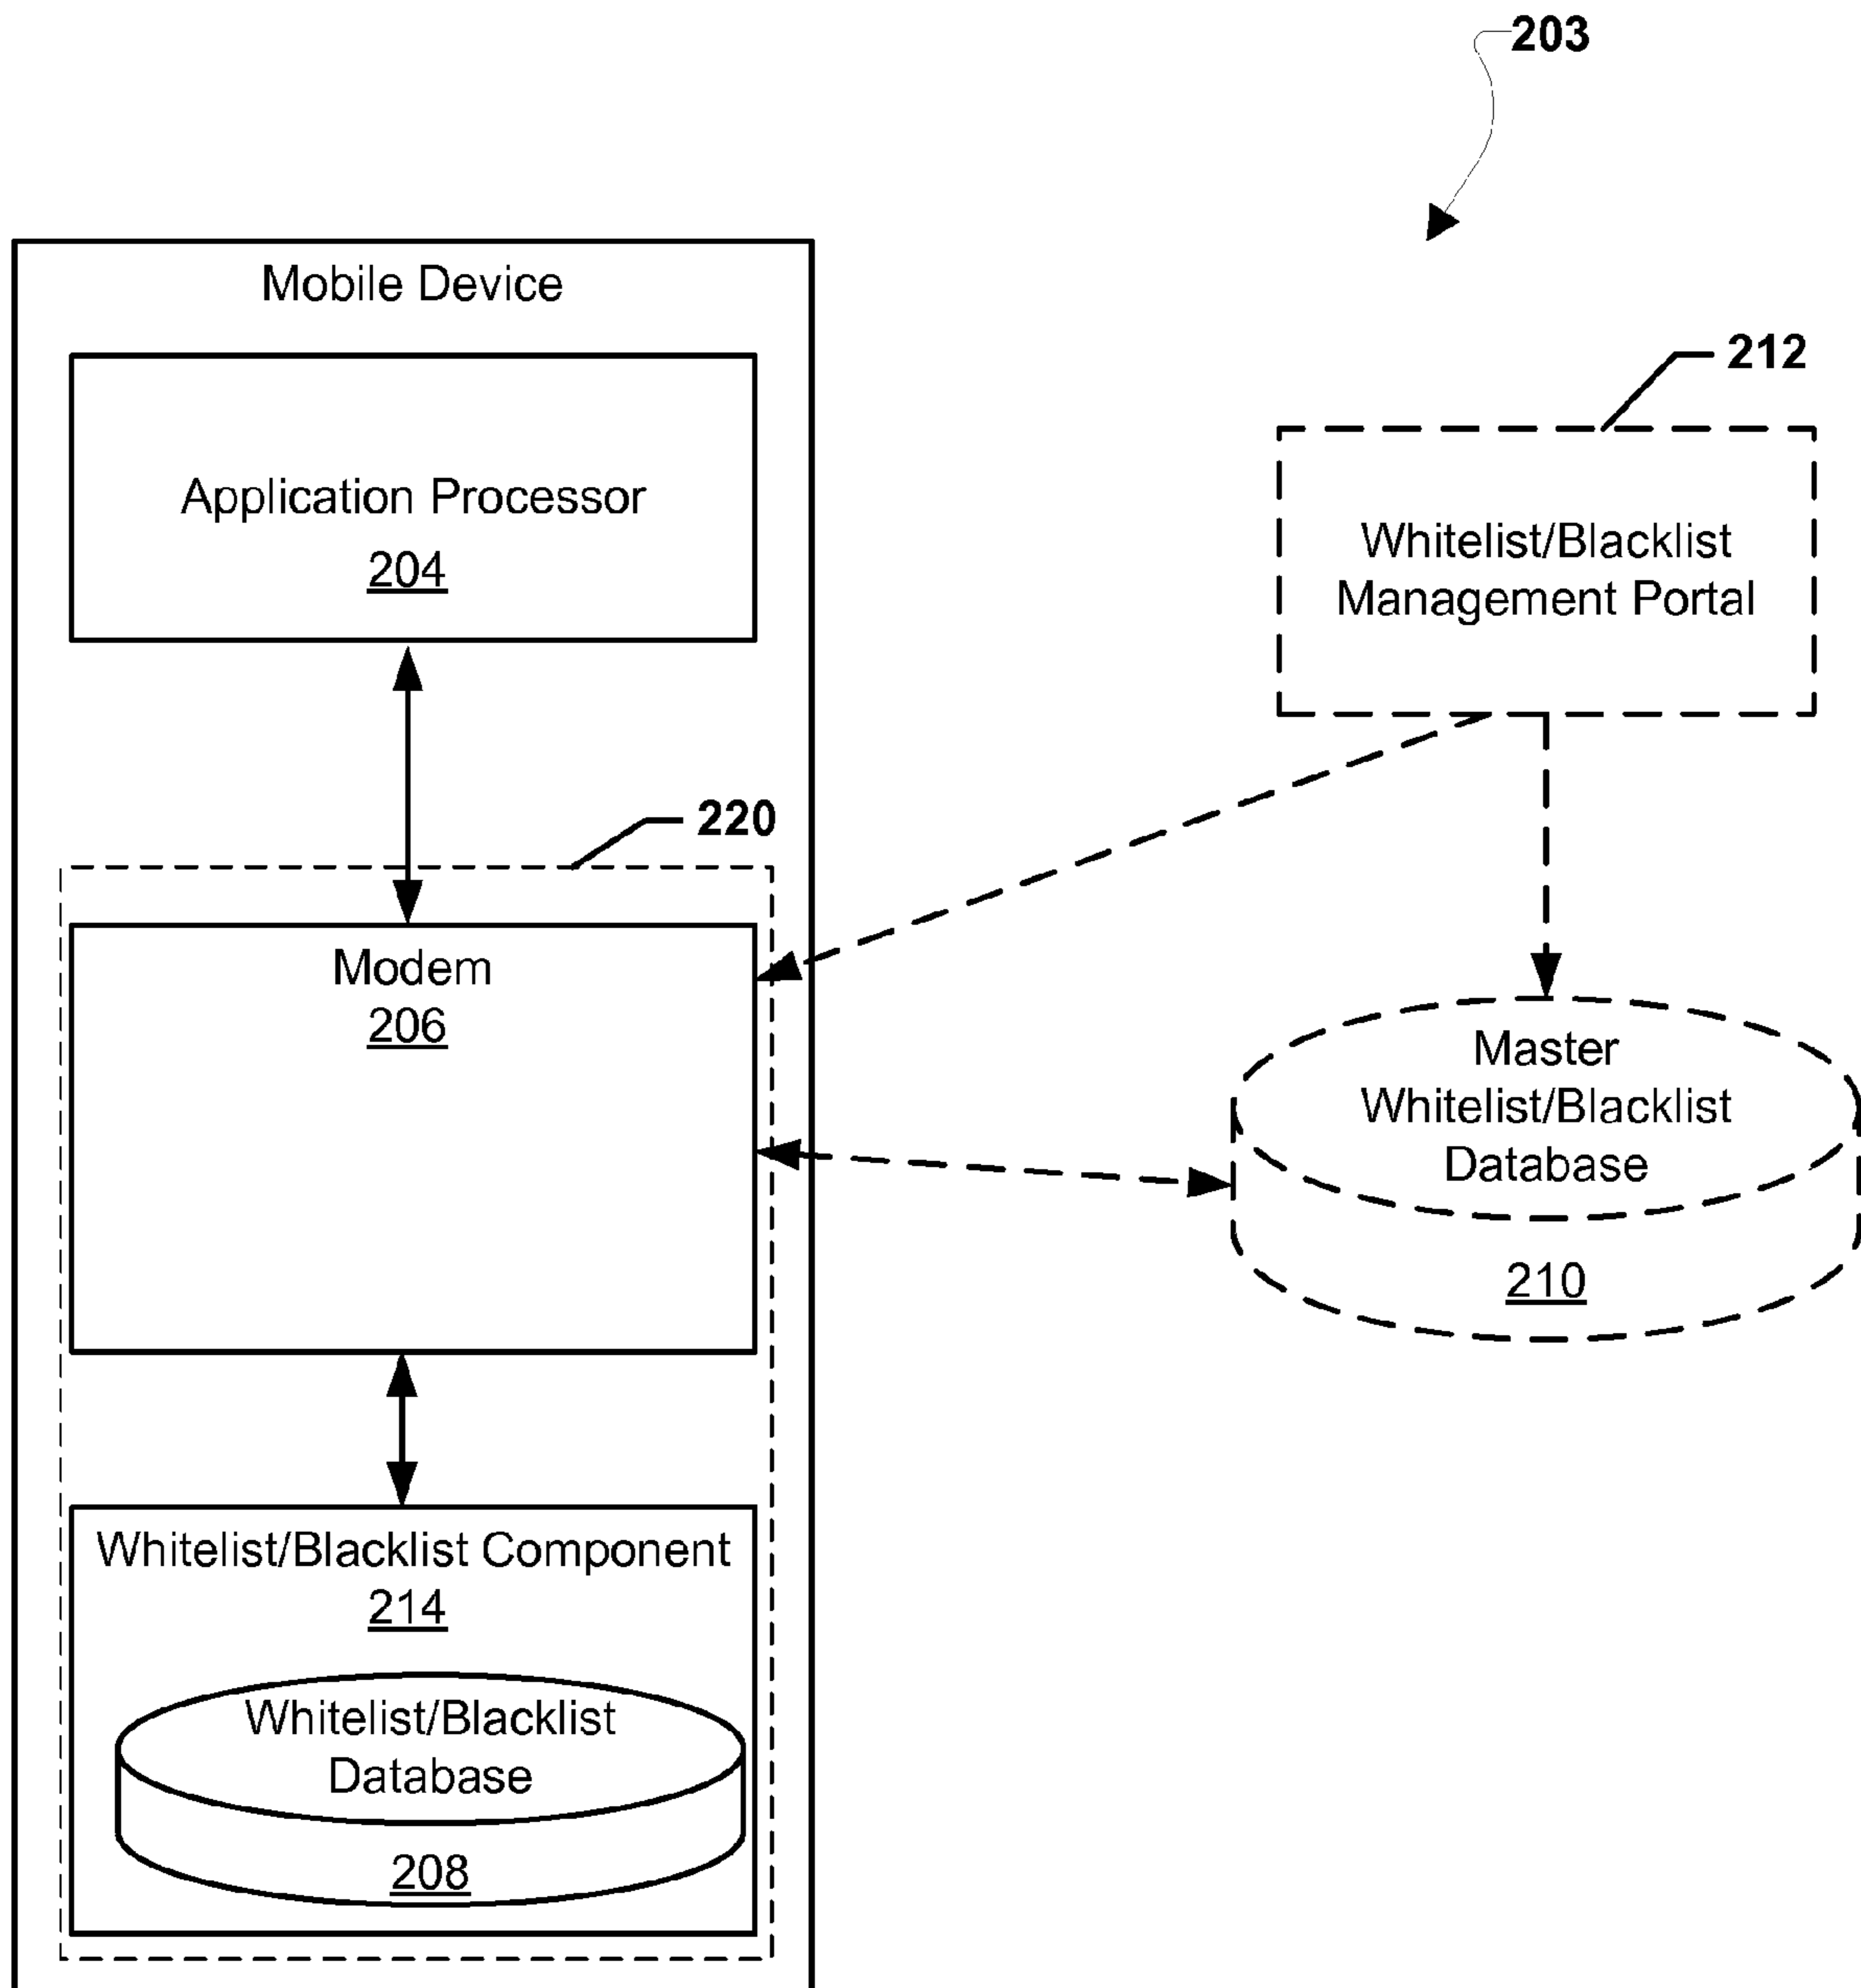 203
Mobile Device
212
Application Processor
204
Whitelist/Blacklist
Management Portal
220
Modem
206
Master
Whitelist/Blacklist
Database
210
Whitelist/Blacklist Component
214
Whitelist/Blacklist
Database
208